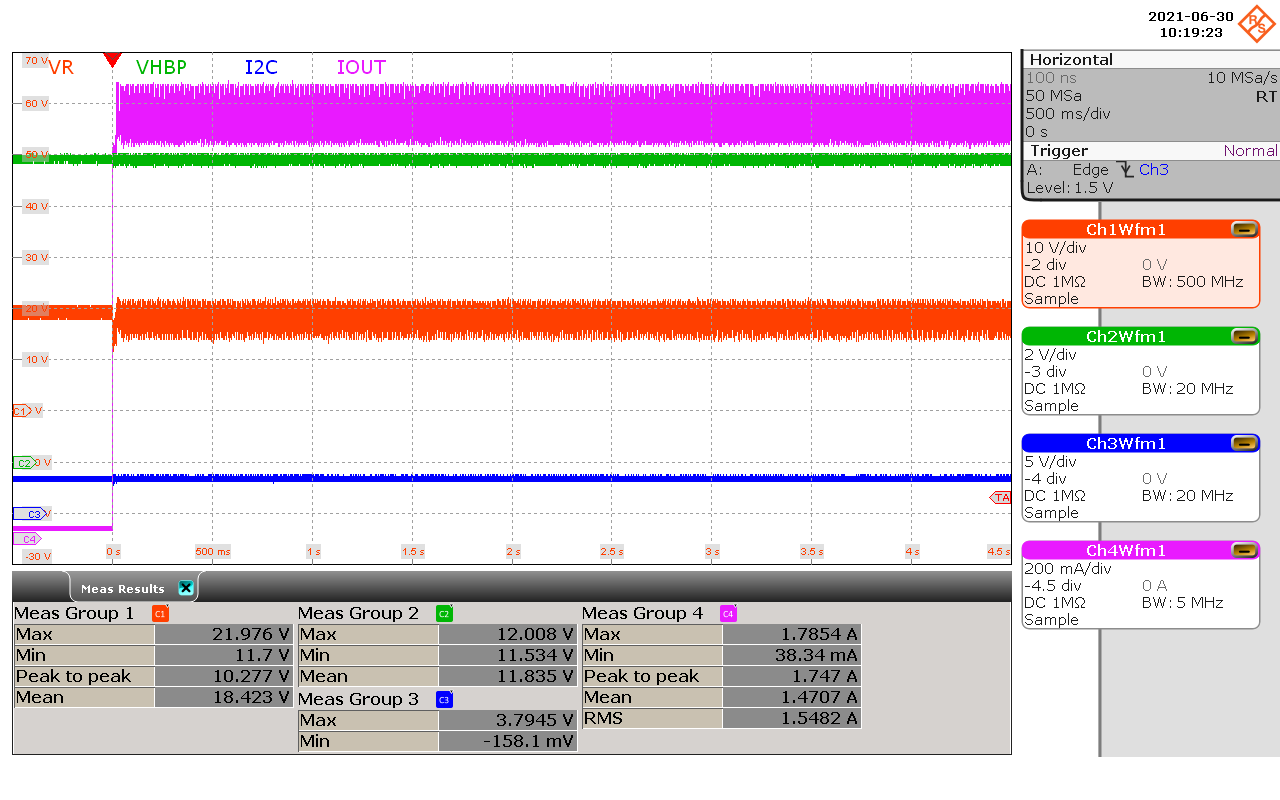 2021-06-30
10:19:23
R&S
VR VHBP I2C IOUT
70 V
60 V
50 V
40 V
30 V
20 V
10 V
C1 V
C2 0 V
C3 V
C4
-30 V
TA
0 s 500 ms 1 s 1.5 s 2 s 2.5 s 3 s 3.5 s 4 s 4.5 s
Horizontal
100 ns 10 MSa/s
50 MSa RT
500 ms/div
0 s
Trigger Normal
A: Edge Ch3
Level: 1.5 V
Ch1Wfm1
10 V/div
-2 div 0 V
DC 1MΩ BW: 500 MHz
Sample
Ch2Wfm1
2 V/div
-3 div 0 V
DC 1MΩ BW: 20 MHz
Sample
Ch3Wfm1
5 V/div
-4 div 0 V
DC 1MΩ BW: 20 MHz
Sample
Ch4Wfm1
200 mA/div
-4.5 div 0 A
DC 1MΩ BW: 5 MHz
Sample
Meas Results
Meas Group 1 C1
Max 21.976 V
Min 11.7 V
Peak to peak 10.277 V
Mean 18.423 V
Meas Group 2 C2
Max 12.008 V
Min 11.534 V
Mean 11.835 V
Meas Group 3 C3
Max 3.7945 V
Min -158.1 mV
Meas Group 4 C4
Max 1.7854 A
Min 38.34 mA
Peak to peak 1.747 A
Mean 1.4707 A
RMS 1.5482 A